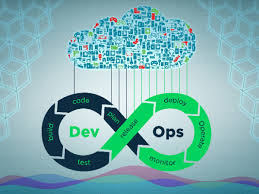 code
plan
build
Dev
test
release
deploy
Ops
Operate
monitor